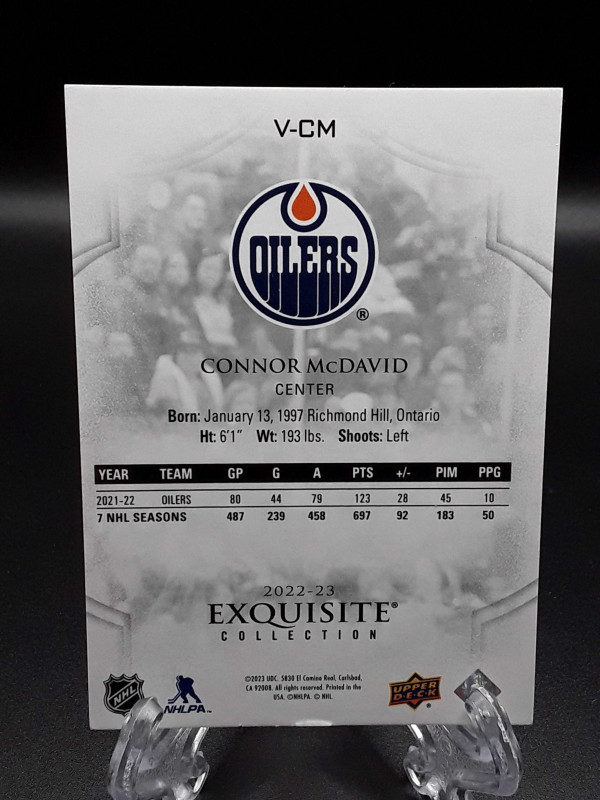 V-CM
OILERS
®
CONNOR McDAVID
CENTER
Born: January 13, 1997 Richmond Hill, Ontario
Ht: 6'1" Wt: 193 lbs. Shoots: Left
YEAR TEAM GP G A PTS +/- PIM PPG
2021-22 OILERS 80 44 79 123 28 45 10
7 NHL SEASONS 487 239 458 697 92 183 50
2022-23
EXQUISITE®
COLLECTION
©2023 UDC. 5830 El Camino Real, Carlsbad,
CA 92008. All rights reserved. Printed in the
USA. ©NHLPA. © NHL.
NHL
NHLPA™
UPPER
D·E·C·K®